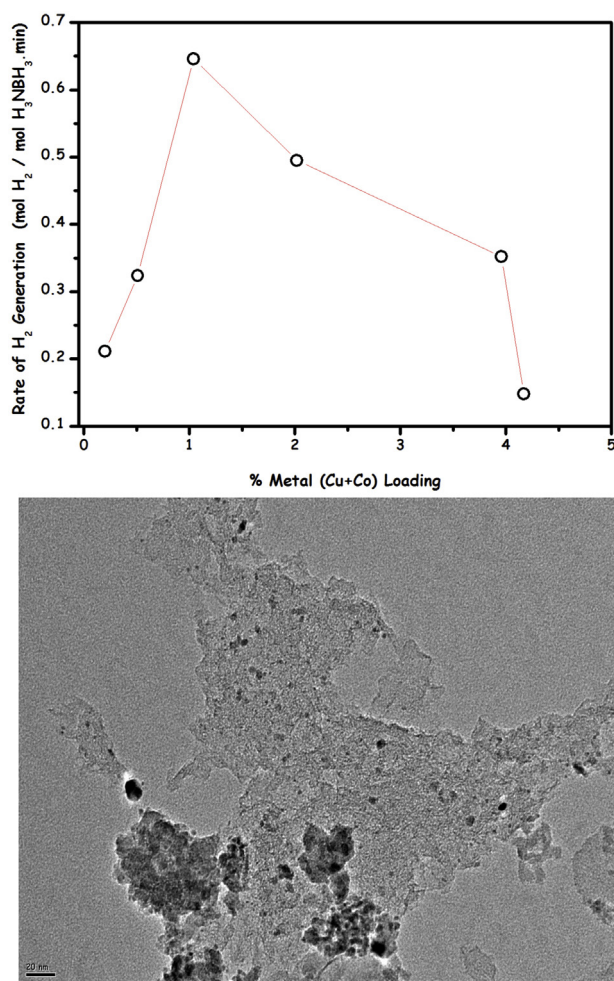 0.7
0.6
0.5
0.4
0.3
0.2
0.1
Rate of H₂ Generation (mol H₂ / mol H₃NBH₃.min)
0 1 2 3 4 5
% Metal (Cu+Co) Loading
20 nm